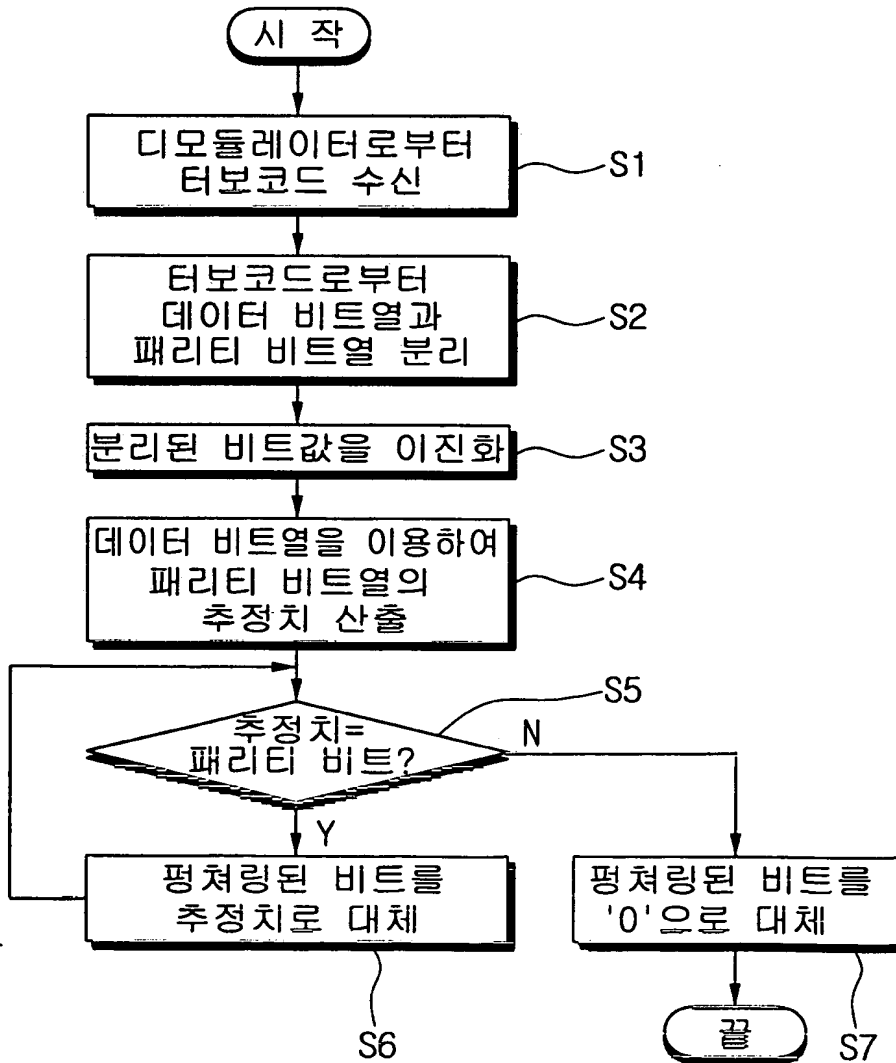 시 작
디모듈레이터로부터
터보코드 수신
S1
터보코드로부터
데이터 비트열과
패리티 비트열 분리
S2
분리된 비트값을 이진화
S3
데이터 비트열을 이용하여
패리티 비트열의
추정치 산출
S4
추정치=
패리티 비트?
S5
N
Y
펑쳐링된 비트를
추정치로 대체
S6
펑쳐링된 비트를
'0'으로 대체
S7
끝